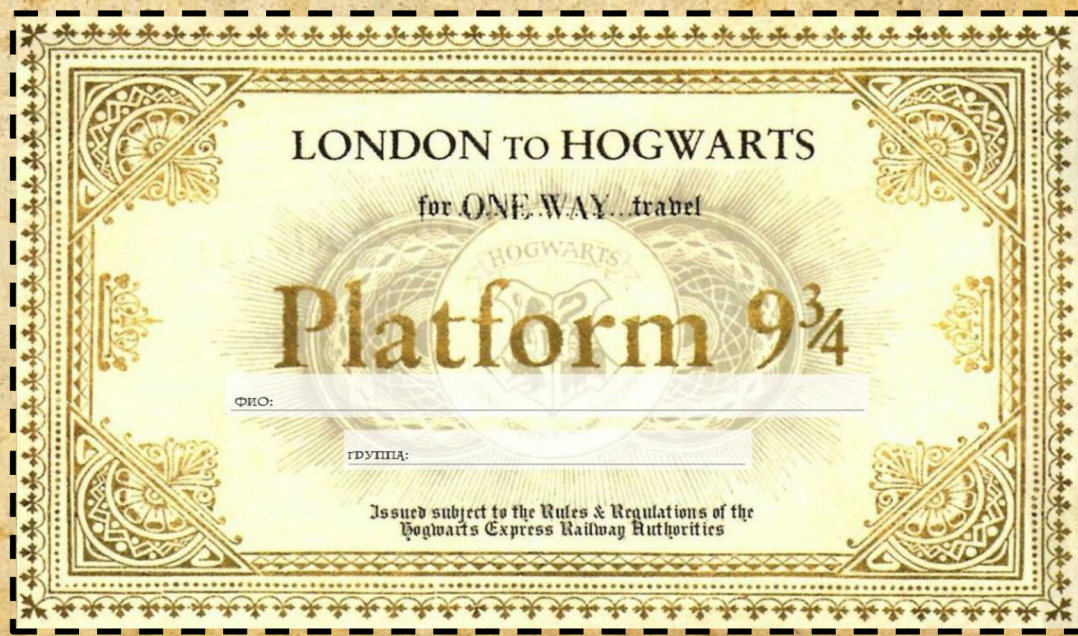 LONDON TO HOGWARTS
for ONE WAY travel
HOGWARTS
Platform 9¾
ФИО:
ГРУППА:
Issued subject to the Rules & Regulations of the
Hogwarts Express Railway Authorities